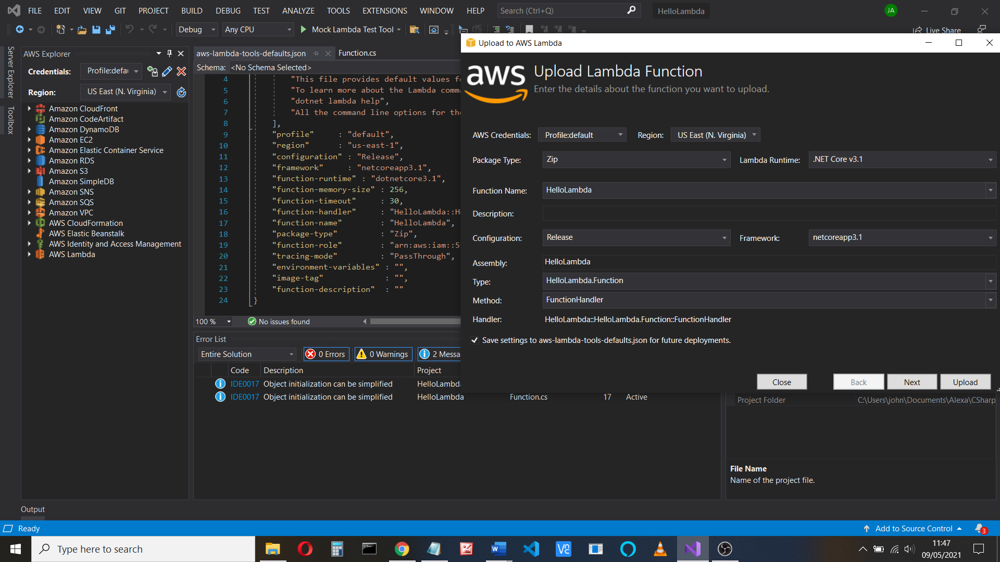 FILE EDIT VIEW GIT PROJECT BUILD DEBUG TEST ANALYZE TOOLS EXTENSIONS WINDOW HELP Search (Ctrl+Q) HelloLambda JA
Debug Any CPU Mock Lambda Test Tool Live Share
Server Explorer
Toolbox
AWS Explorer
Credentials: Profile:defau
Region: US East (N. Virginia)
Amazon CloudFront
Amazon CodeArtifact
Amazon DynamoDB
Amazon EC2
Amazon Elastic Container Service
Amazon RDS
Amazon S3
Amazon SimpleDB
Amazon SNS
Amazon SQS
Amazon VPC
AWS CloudFormation
AWS Elastic Beanstalk
AWS Identity and Access Management
AWS Lambda
aws-lambda-tools-defaults.json Function.cs
Schema: <No Schema Selected>
4 "This file provides default values fo
5 "To learn more about the Lambda comma
6 "dotnet lambda help",
7 "All the command line options for the
8 ],
9 "profile" : "default",
10 "region" : "us-east-1",
11 "configuration" : "Release",
12 "framework" : "netcoreapp3.1",
13 "function-runtime" : "dotnetcore3.1",
14 "function-memory-size" : 256,
15 "function-timeout" : 30,
16 "function-handler" : "HelloLambda::He
17 "function-name" : "HelloLambda",
18 "package-type" : "Zip",
19 "function-role" : "arn:aws:iam::5
20 "tracing-mode" : "PassThrough",
21 "environment-variables" : "",
22 "image-tag" : "",
23 "function-description" : ""
24 }
100 % No issues found
Error List
Entire Solution 0 Errors 0 Warnings 2 Messa
Code Description Project
IDE0017 Object initialization can be simplified HelloLambda
IDE0017 Object initialization can be simplified HelloLambda Function.cs 17 Active
Upload to AWS Lambda
aws
Upload Lambda Function
Enter the details about the function you want to upload.
AWS Credentials: Profile:default Region: US East (N. Virginia)
Package Type: Zip Lambda Runtime: .NET Core v3.1
Function Name: HelloLambda
Description:
Configuration: Release Framework: netcoreapp3.1
Assembly: HelloLambda
Type: HelloLambda.Function
Method: FunctionHandler
Handler: HelloLambda::HelloLambda.Function::FunctionHandler
Save settings to aws-lambda-tools-defaults.json for future deployments.
Close Back Next Upload
Project Folder C:\Users\john\Documents\Alexa\CSharp
File Name
Name of the project file.
Output
Ready Add to Source Control 3
Type here to search
11:47
09/05/2021